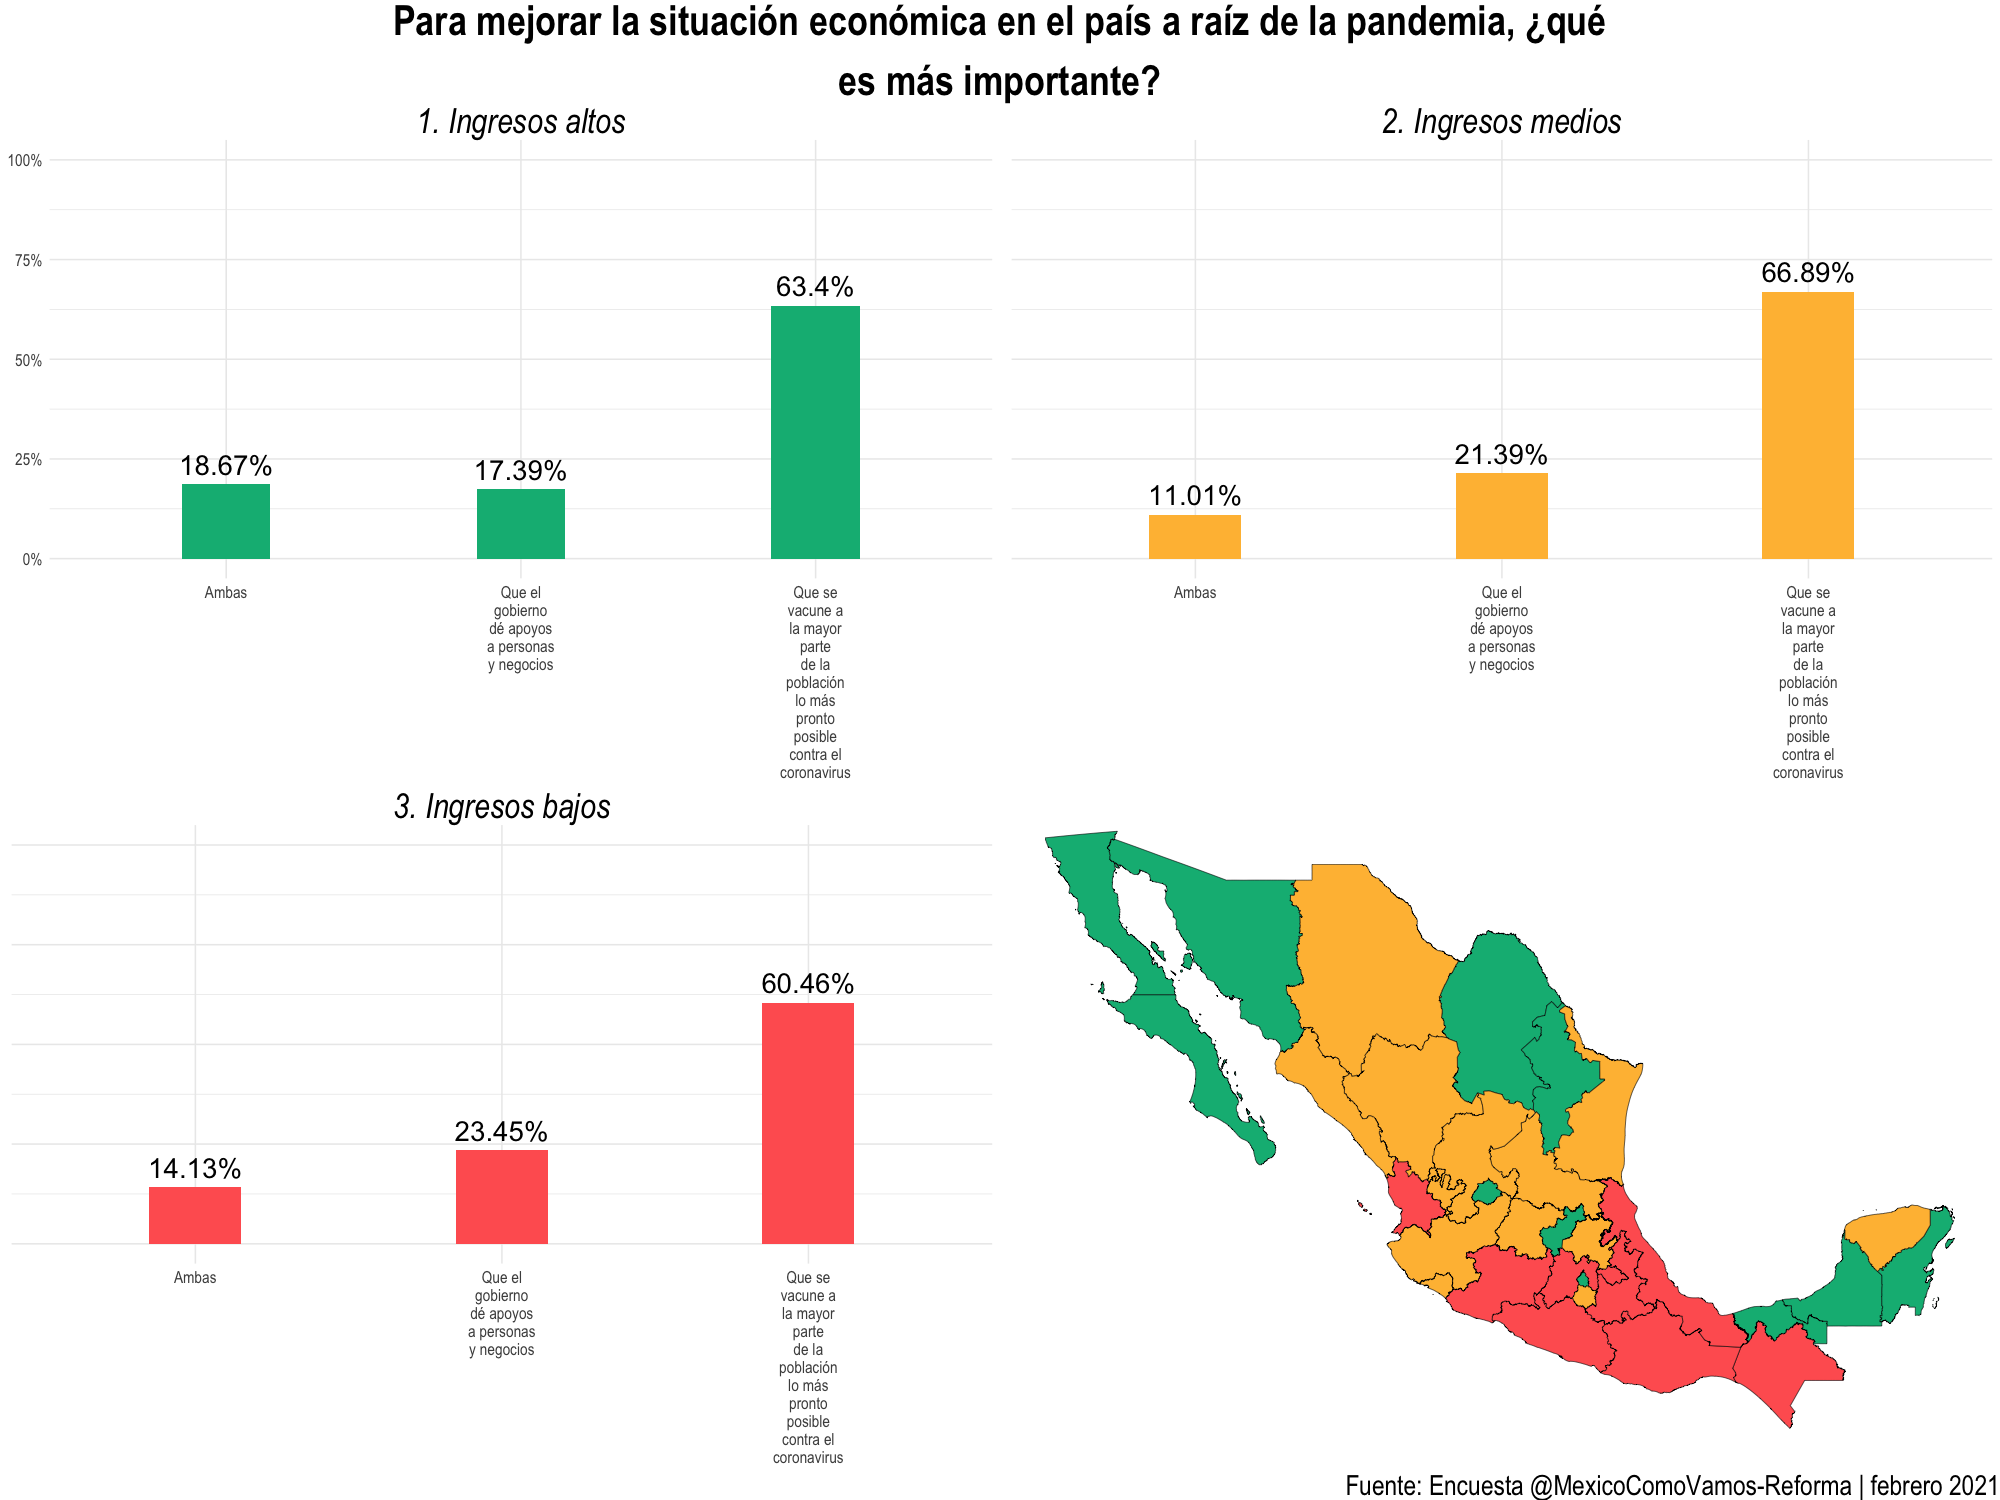 Para mejorar la situación económica en el país a raíz de la pandemia, ¿qué
es más importante?
1. Ingresos altos
100%
75%
50%
25%
0%
18.67%
17.39%
63.4%
Ambas
Que el
gobierno
dé apoyos
a personas
y negocios
Que se
vacune a
la mayor
parte
de la
población
lo más
pronto
posible
contra el
coronavirus
2. Ingresos medios
11.01%
21.39%
66.89%
Ambas
Que el
gobierno
dé apoyos
a personas
y negocios
Que se
vacune a
la mayor
parte
de la
población
lo más
pronto
posible
contra el
coronavirus
3. Ingresos bajos
14.13%
23.45%
60.46%
Ambas
Que el
gobierno
dé apoyos
a personas
y negocios
Que se
vacune a
la mayor
parte
de la
población
lo más
pronto
posible
contra el
coronavirus
Fuente: Encuesta @MexicoComoVamos-Reforma | febrero 2021